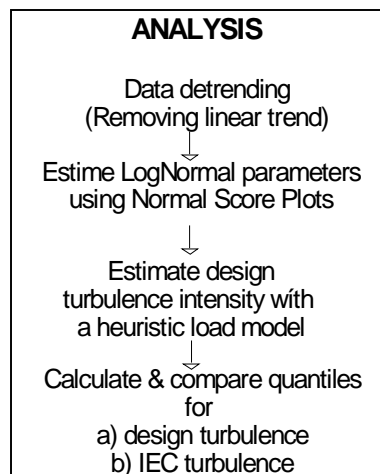 ANALYSIS
Data detrending
(Removing linear trend)
Estime LogNormal parameters
using Normal Score Plots
Estimate design
turbulence intensity wíth
a heuristic load model
Calculate & compare quantiles
for
a) design turbulence
b) IEC turbulence